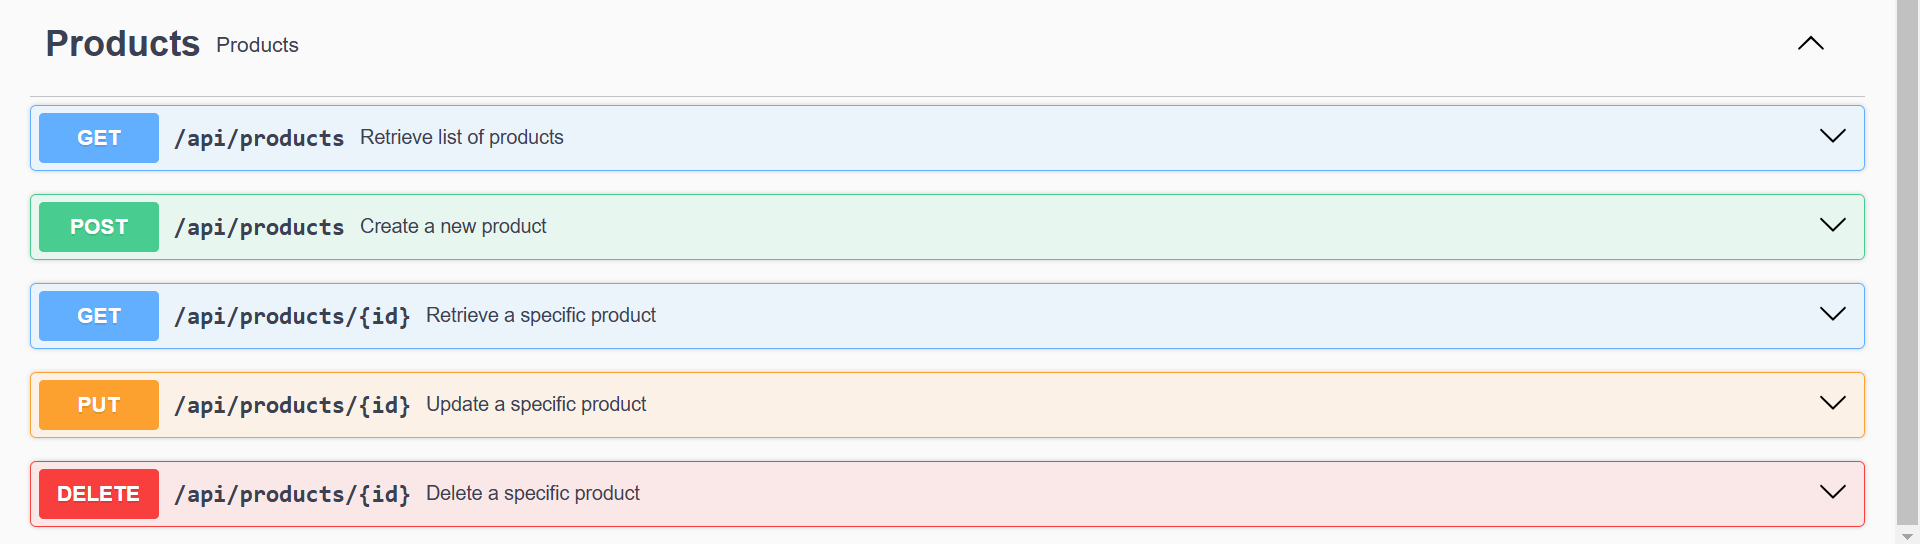 Products Products
GET /api/products Retrieve list of products
POST /api/products Create a new product
GET /api/products/{id} Retrieve a specific product
PUT /api/products/{id} Update a specific product
DELETE /api/products/{id} Delete a specific product